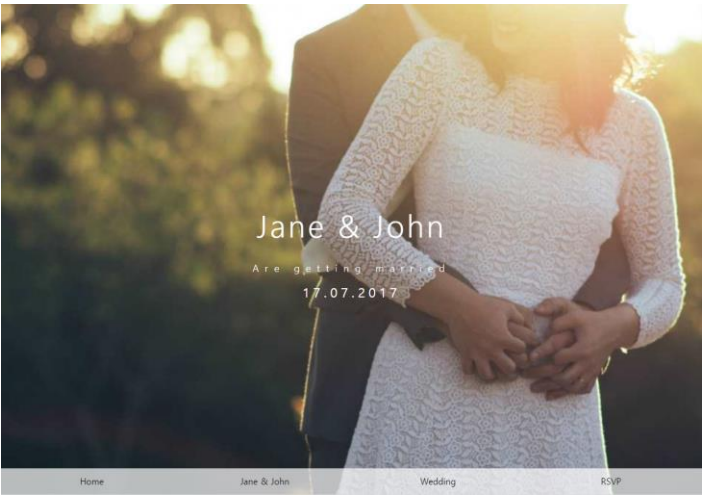 Jane & John
Are getting married
17.07.2017
Home Jane & John Wedding RSVP